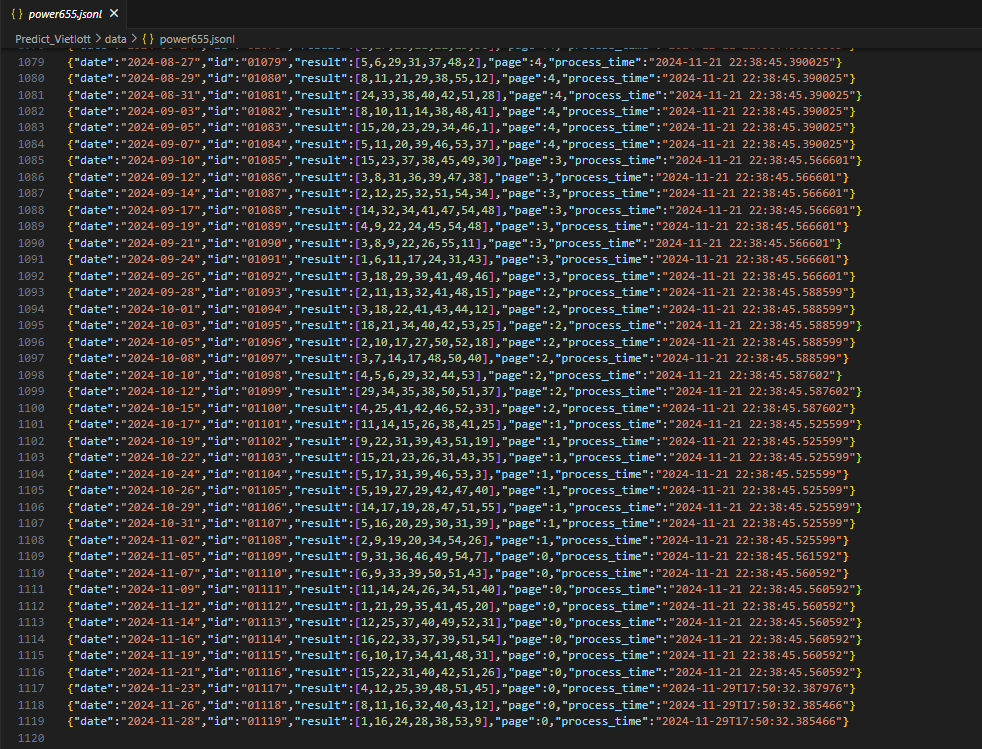 {} power655.jsonl ×
Predict_Vietlott > data > {} power655.jsonl
1079 {"date":"2024-08-27","id":"01079","result":[5,6,29,31,37,48,2],"page":4,"process_time":"2024-11-21 22:38:45.390025"}
1080 {"date":"2024-08-29","id":"01080","result":[8,11,21,29,38,55,12],"page":4,"process_time":"2024-11-21 22:38:45.390025"}
1081 {"date":"2024-08-31","id":"01081","result":[24,33,38,40,42,51,28],"page":4,"process_time":"2024-11-21 22:38:45.390025"}
1082 {"date":"2024-09-03","id":"01082","result":[8,10,11,14,38,48,41],"page":4,"process_time":"2024-11-21 22:38:45.390025"}
1083 {"date":"2024-09-05","id":"01083","result":[15,20,23,29,34,46,1],"page":4,"process_time":"2024-11-21 22:38:45.390025"}
1084 {"date":"2024-09-07","id":"01084","result":[5,11,20,39,46,53,37],"page":4,"process_time":"2024-11-21 22:38:45.390025"}
1085 {"date":"2024-09-10","id":"01085","result":[15,23,37,38,45,49,30],"page":3,"process_time":"2024-11-21 22:38:45.566601"}
1086 {"date":"2024-09-12","id":"01086","result":[3,8,31,36,39,47,38],"page":3,"process_time":"2024-11-21 22:38:45.566601"}
1087 {"date":"2024-09-14","id":"01087","result":[2,12,25,32,51,54,34],"page":3,"process_time":"2024-11-21 22:38:45.566601"}
1088 {"date":"2024-09-17","id":"01088","result":[14,32,34,41,47,54,48],"page":3,"process_time":"2024-11-21 22:38:45.566601"}
1089 {"date":"2024-09-19","id":"01089","result":[4,9,22,24,45,54,48],"page":3,"process_time":"2024-11-21 22:38:45.566601"}
1090 {"date":"2024-09-21","id":"01090","result":[3,8,9,22,26,55,11],"page":3,"process_time":"2024-11-21 22:38:45.566601"}
1091 {"date":"2024-09-24","id":"01091","result":[1,6,11,17,24,31,43],"page":3,"process_time":"2024-11-21 22:38:45.566601"}
1092 {"date":"2024-09-26","id":"01092","result":[3,18,29,39,41,49,46],"page":3,"process_time":"2024-11-21 22:38:45.566601"}
1093 {"date":"2024-09-28","id":"01093","result":[2,11,13,32,41,48,15],"page":2,"process_time":"2024-11-21 22:38:45.588599"}
1094 {"date":"2024-10-01","id":"01094","result":[3,18,22,41,43,44,12],"page":2,"process_time":"2024-11-21 22:38:45.588599"}
1095 {"date":"2024-10-03","id":"01095","result":[18,21,34,40,42,53,25],"page":2,"process_time":"2024-11-21 22:38:45.588599"}
1096 {"date":"2024-10-05","id":"01096","result":[2,10,17,27,50,52,18],"page":2,"process_time":"2024-11-21 22:38:45.588599"}
1097 {"date":"2024-10-08","id":"01097","result":[3,7,14,17,48,50,40],"page":2,"process_time":"2024-11-21 22:38:45.588599"}
1098 {"date":"2024-10-10","id":"01098","result":[4,5,6,29,32,44,53],"page":2,"process_time":"2024-11-21 22:38:45.587602"}
1099 {"date":"2024-10-12","id":"01099","result":[29,34,35,38,50,51,37],"page":2,"process_time":"2024-11-21 22:38:45.587602"}
1100 {"date":"2024-10-15","id":"01100","result":[4,25,41,42,46,52,33],"page":2,"process_time":"2024-11-21 22:38:45.587602"}
1101 {"date":"2024-10-17","id":"01101","result":[11,14,15,26,38,41,25],"page":1,"process_time":"2024-11-21 22:38:45.525599"}
1102 {"date":"2024-10-19","id":"01102","result":[9,22,31,39,43,51,19],"page":1,"process_time":"2024-11-21 22:38:45.525599"}
1103 {"date":"2024-10-22","id":"01103","result":[15,21,23,26,31,43,35],"page":1,"process_time":"2024-11-21 22:38:45.525599"}
1104 {"date":"2024-10-24","id":"01104","result":[5,17,31,39,46,53,3],"page":1,"process_time":"2024-11-21 22:38:45.525599"}
1105 {"date":"2024-10-26","id":"01105","result":[5,19,27,29,42,47,40],"page":1,"process_time":"2024-11-21 22:38:45.525599"}
1106 {"date":"2024-10-29","id":"01106","result":[14,17,19,28,47,51,55],"page":1,"process_time":"2024-11-21 22:38:45.525599"}
1107 {"date":"2024-10-31","id":"01107","result":[5,16,20,29,30,31,39],"page":1,"process_time":"2024-11-21 22:38:45.525599"}
1108 {"date":"2024-11-02","id":"01108","result":[2,9,19,20,34,54,26],"page":1,"process_time":"2024-11-21 22:38:45.525599"}
1109 {"date":"2024-11-05","id":"01109","result":[9,31,36,46,49,54,7],"page":0,"process_time":"2024-11-21 22:38:45.561592"}
1110 {"date":"2024-11-07","id":"01110","result":[6,9,33,39,50,51,43],"page":0,"process_time":"2024-11-21 22:38:45.560592"}
1111 {"date":"2024-11-09","id":"01111","result":[11,14,24,26,34,51,40],"page":0,"process_time":"2024-11-21 22:38:45.560592"}
1112 {"date":"2024-11-12","id":"01112","result":[1,21,29,35,41,45,20],"page":0,"process_time":"2024-11-21 22:38:45.560592"}
1113 {"date":"2024-11-14","id":"01113","result":[12,25,37,40,49,52,31],"page":0,"process_time":"2024-11-21 22:38:45.560592"}
1114 {"date":"2024-11-16","id":"01114","result":[16,22,33,37,39,51,54],"page":0,"process_time":"2024-11-21 22:38:45.560592"}
1115 {"date":"2024-11-19","id":"01115","result":[6,10,17,34,41,48,31],"page":0,"process_time":"2024-11-21 22:38:45.560592"}
1116 {"date":"2024-11-21","id":"01116","result":[15,22,31,40,42,51,26],"page":0,"process_time":"2024-11-21 22:38:45.560592"}
1117 {"date":"2024-11-23","id":"01117","result":[4,12,25,39,48,51,45],"page":0,"process_time":"2024-11-29T17:50:32.387976"}
1118 {"date":"2024-11-26","id":"01118","result":[8,11,16,32,40,43,12],"page":0,"process_time":"2024-11-29T17:50:32.385466"}
1119 {"date":"2024-11-28","id":"01119","result":[1,16,24,28,38,53,9],"page":0,"process_time":"2024-11-29T17:50:32.385466"}
1120